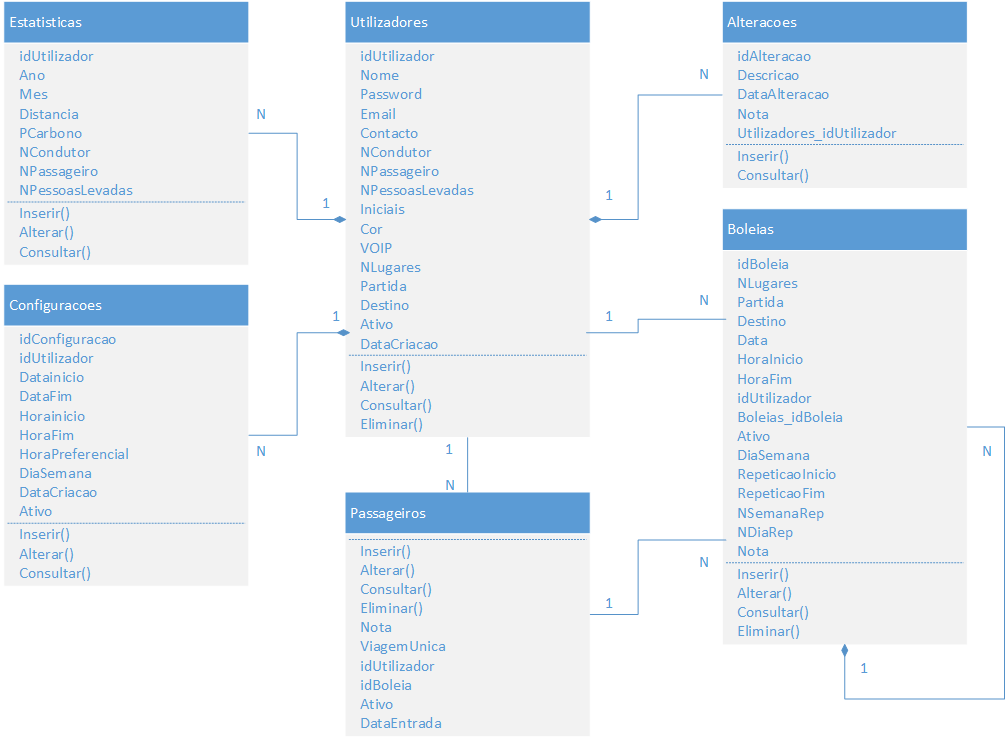 Estatisticas
idUtilizador
Ano
Mes
Distancia
PCarbono
NCondutor
NPassageiro
NPessoasLevadas
Inserir()
Alterar()
Consultar()
N
1
Configuracoes
idConfiguracao
idUtilizador
Datainicio
DataFim
Horainicio
HoraFim
HoraPreferencial
DiaSemana
DataCriacao
Ativo
Inserir()
Alterar()
Consultar()
1
N
Utilizadores
idUtilizador
Nome
Password
Email
Contacto
NCondutor
NPassageiro
NPessoasLevadas
Iniciais
Cor
VOIP
NLugares
Partida
Destino
Ativo
DataCriacao
Inserir()
Alterar()
Consultar()
Eliminar()
1
N
Passageiros
Inserir()
Alterar()
Consultar()
Eliminar()
Nota
ViagemUnica
idUtilizador
idBoleia
Ativo
DataEntrada
N
1
N
1
N
1
Alteracoes
idAlteracao
Descricao
DataAlteracao
Nota
Utilizadores_idUtilizador
Inserir()
Consultar()
Boleias
idBoleia
NLugares
Partida
Destino
Data
HoraInicio
HoraFim
idUtilizador
Boleias_idBoleia
Ativo
DiaSemana
RepeticaoInicio
RepeticaoFim
NSemanaRep
NDiaRep
Nota
Inserir()
Alterar()
Consultar()
Eliminar()
N
1